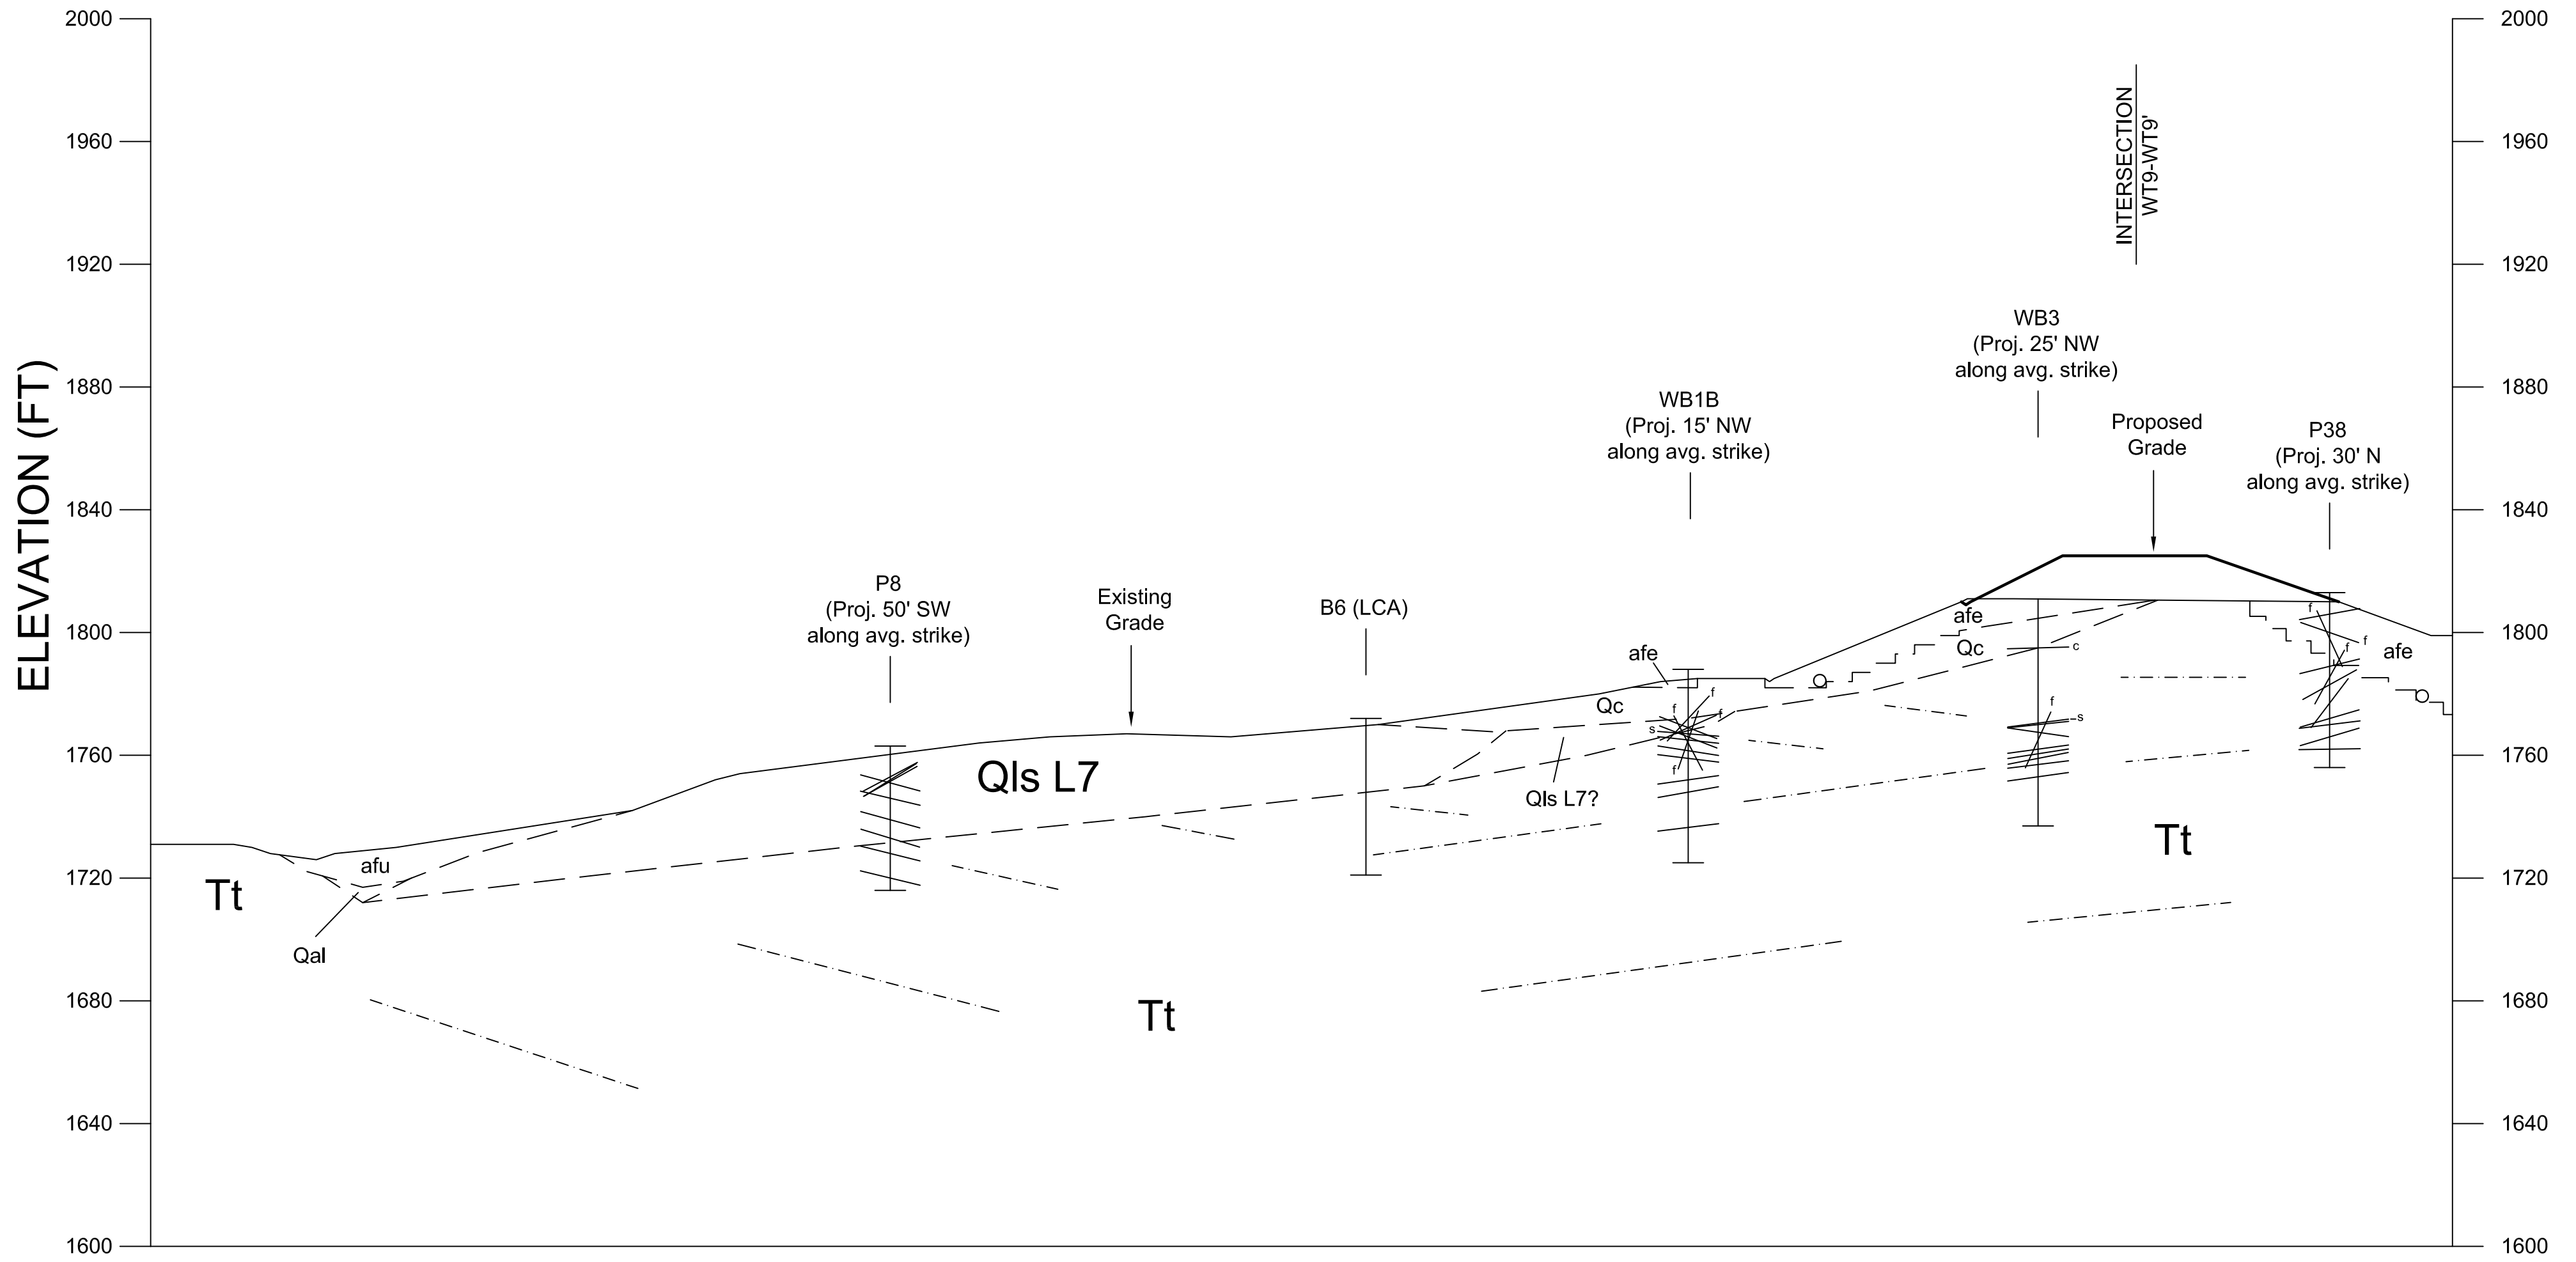 2000
2000
1960
1960
1920
1920
1880
1880
1840
1840
1800
1800
1760
1760
1720
1720
1680
1680
1640
1640
1600
1600
ELEVATION (FT)
INTERSECTION
WT9-WT9'
WB3
(Proj. 25' NW
along avg. strike)
WB1B
(Proj. 15' NW
along avg. strike)
Proposed
Grade
P38
(Proj. 30' N
along avg. strike)
P8
(Proj. 50' SW
along avg. strike)
Existing
Grade
B6 (LCA)
afe
Qc
afe
Qc
afe
Qls L7
Qls L7?
afu
Qal
Tt
Tt
Tt
f
f
f
f
s
c
f
s
f
f
f